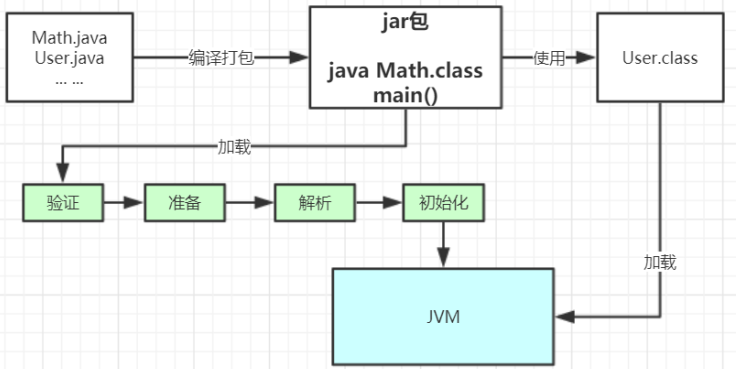 Math.java
User.java
... ...
编译打包
jar包
java Math.class
main()
使用
User.class
加载
验证
准备
解析
初始化
加载
JVM